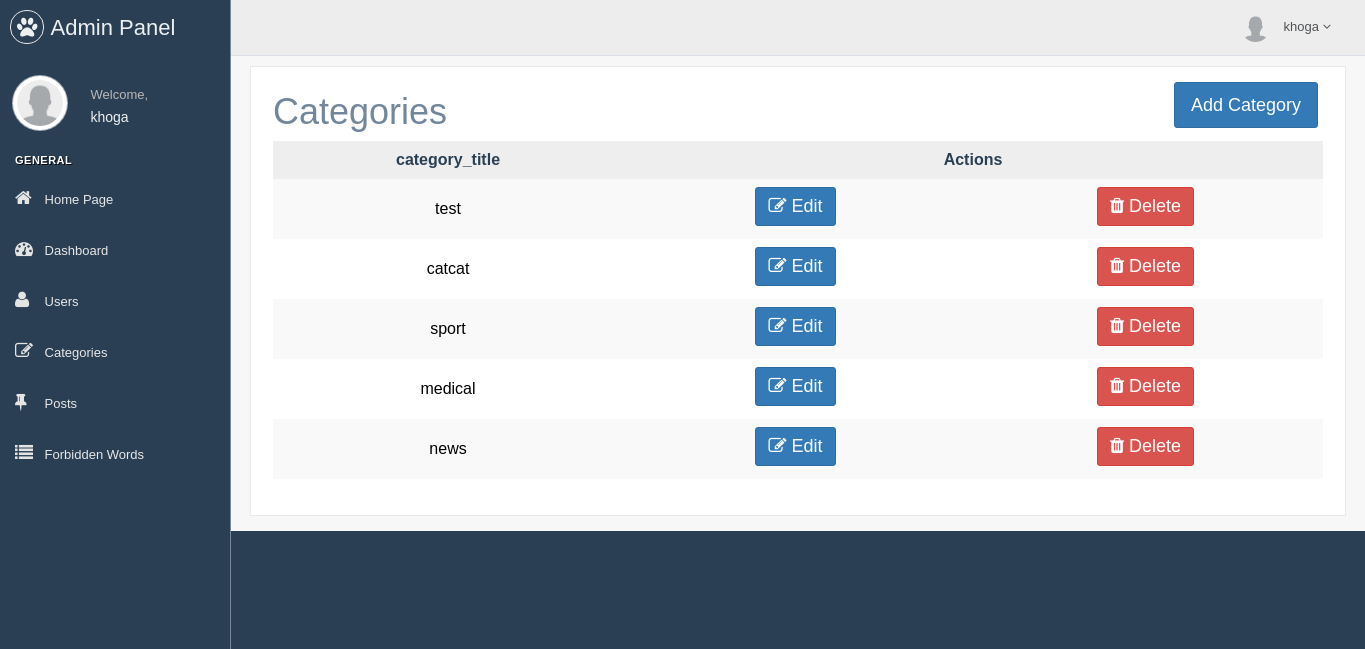 Admin Panel
khoga
Welcome,
khoga
GENERAL
Home Page
Dashboard
Users
Categories
Posts
Forbidden Words
Categories
Add Category
category_title Actions
test Edit Delete
catcat Edit Delete
sport Edit Delete
medical Edit Delete
news Edit Delete